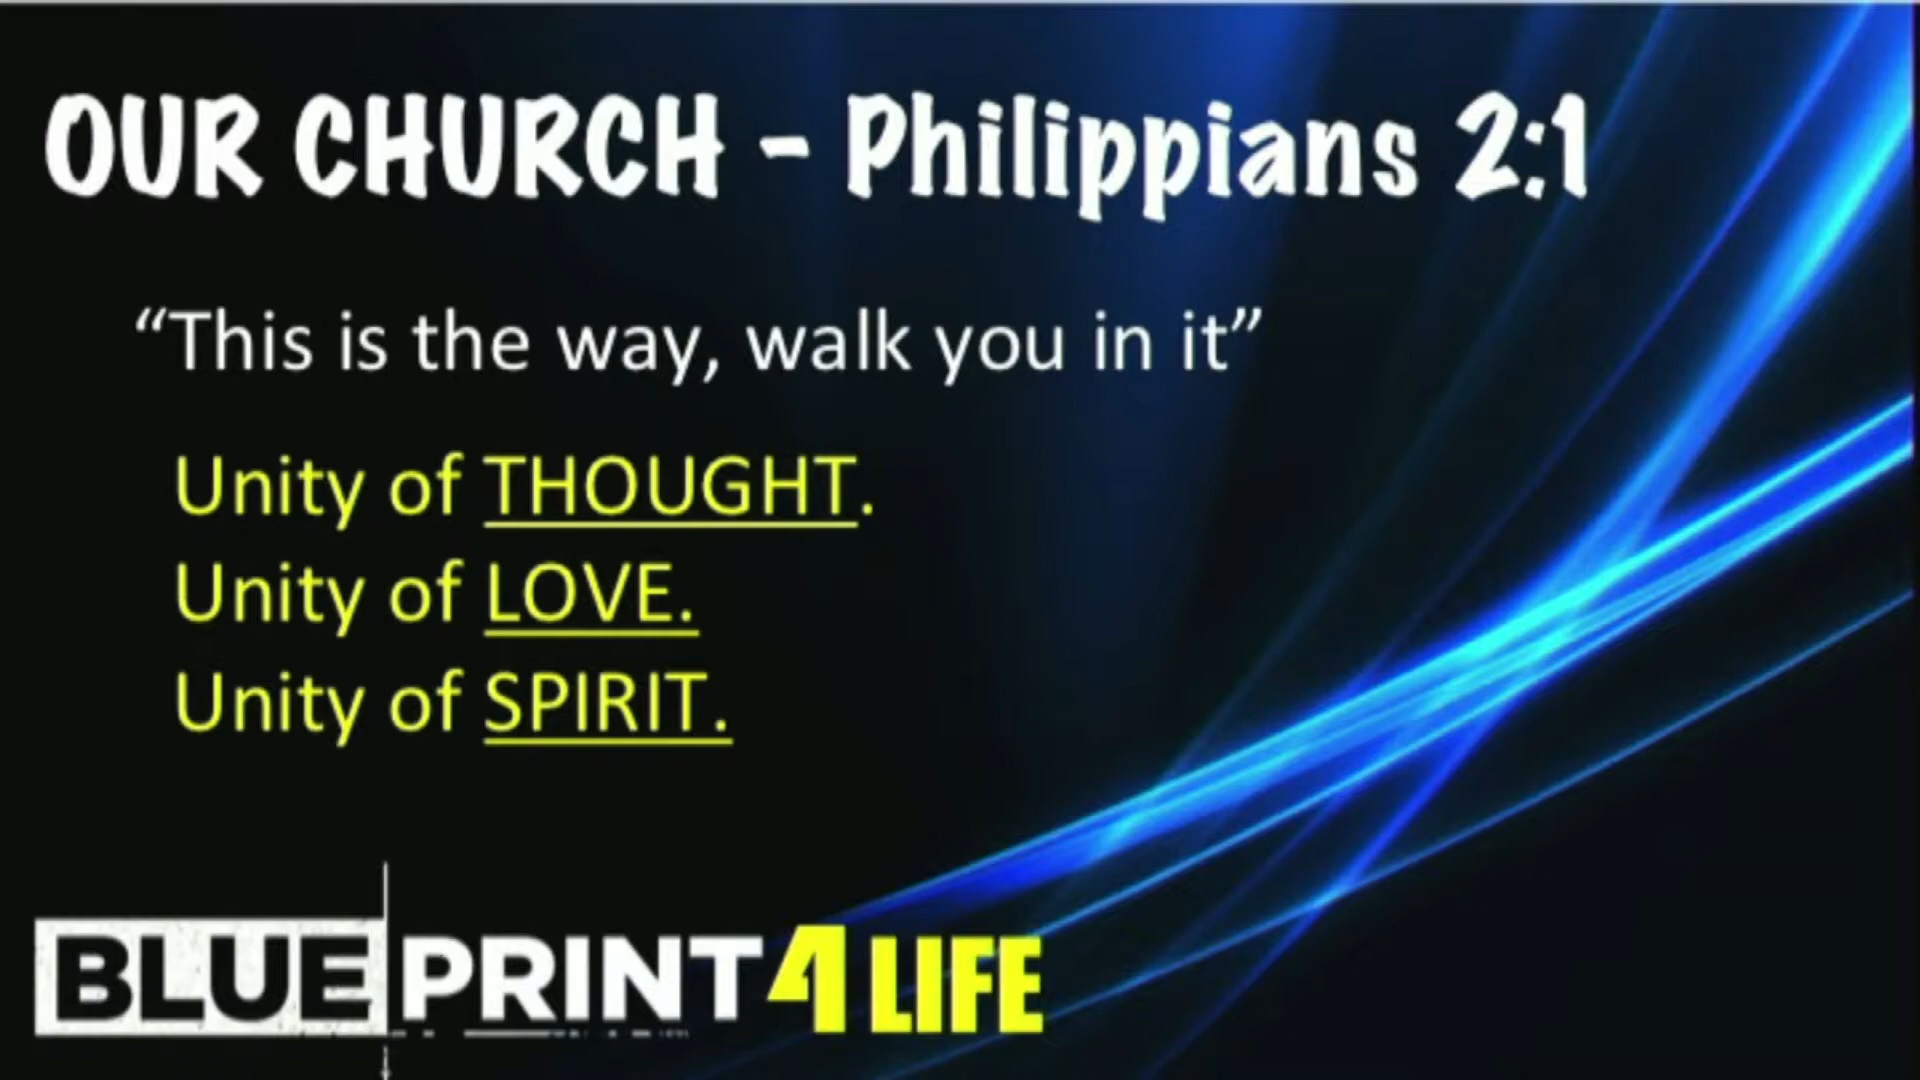 OUR CHURCH - Philippians 2:1
“This is the way, walk you in it”
Unity of THOUGHT.
Unity of LOVE.
Unity of SPIRIT.
BLUEPRINT4LIFE